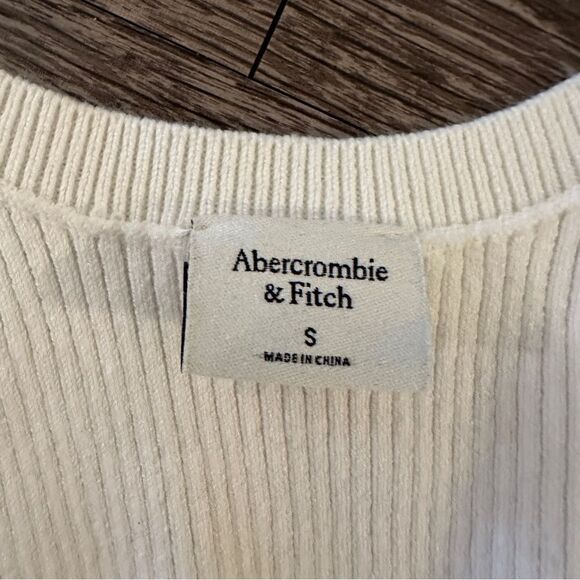 Abercrombie
& Fitch
S
MADE IN CHINA